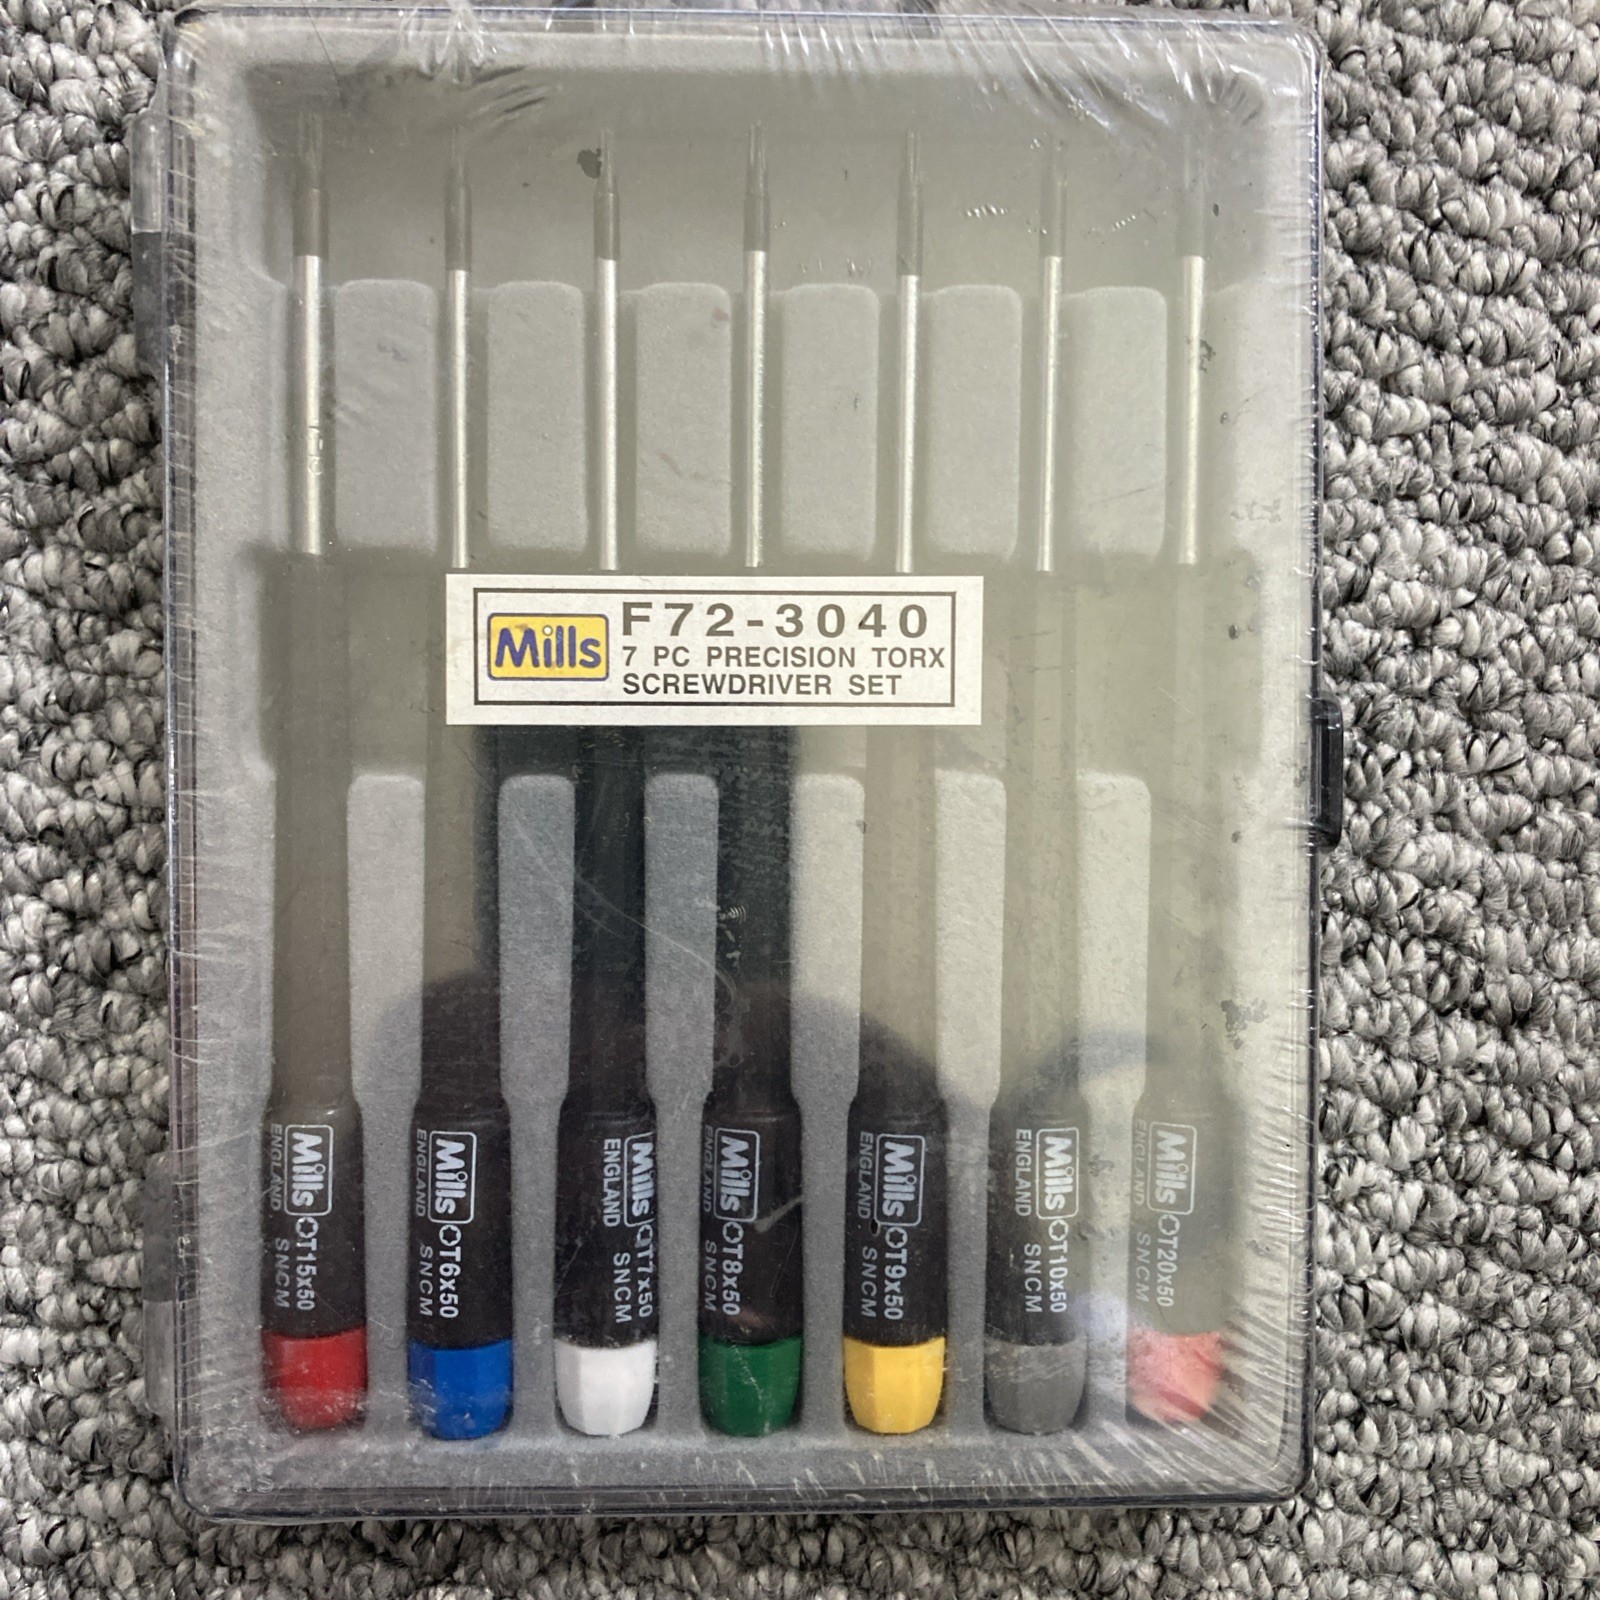 Mills
F72-3040
7 PC PRECISION TORX
SCREWDRIVER SET
Mills T15x50
ENGLAND SNCM
Mills T6x50
ENGLAND SNCM
Mills T7x50
ENGLAND SNCM
Mills T8x50
ENGLAND SNCM
Mills T9x50
ENGLAND SNCM
Mills T10x50
ENGLAND SNCM
Mills T20x50
ENGLAND SNCM